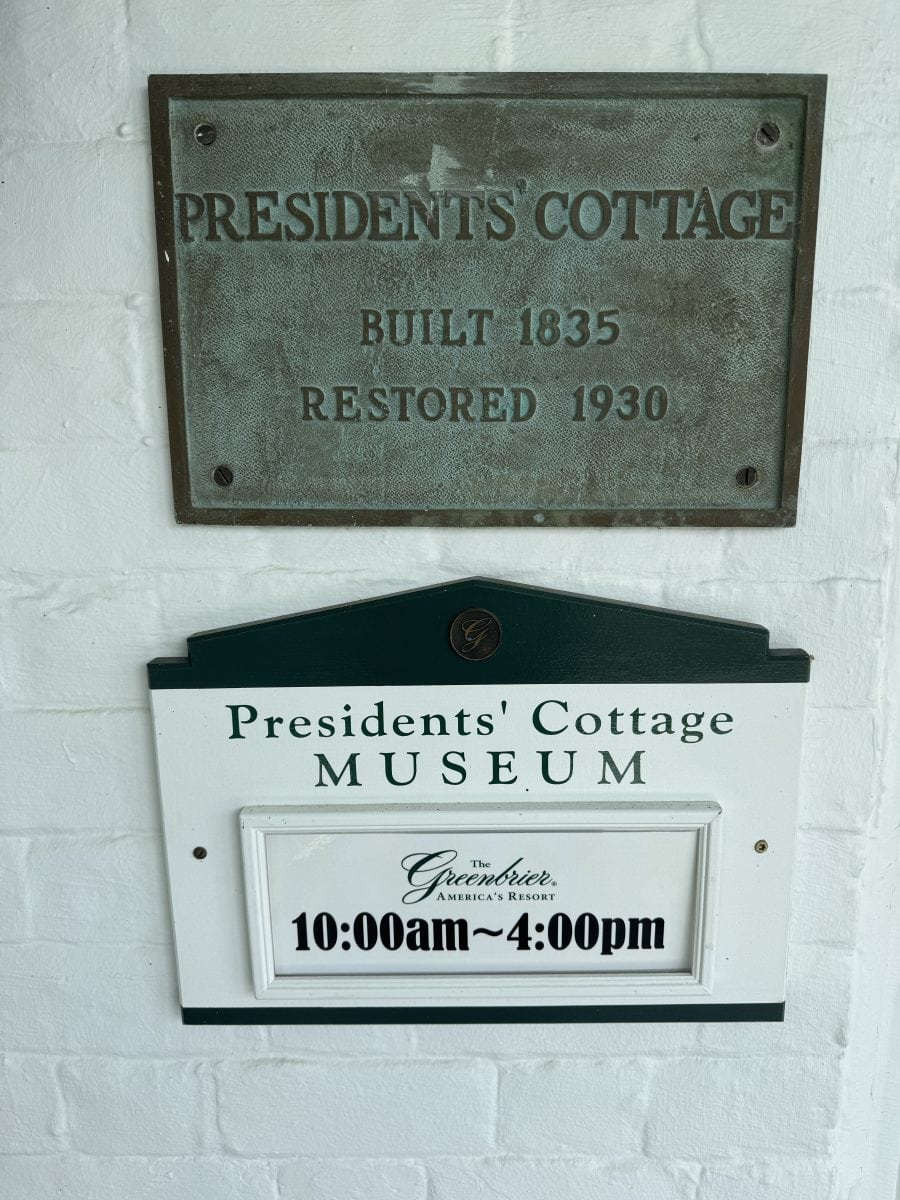 PRESIDENTS' COTTAGE
BUILT 1835
RESTORED 1930
G
Presidents' Cottage
MUSEUM
The
Greenbrier®
AMERICA'S RESORT
10:00am~4:00pm